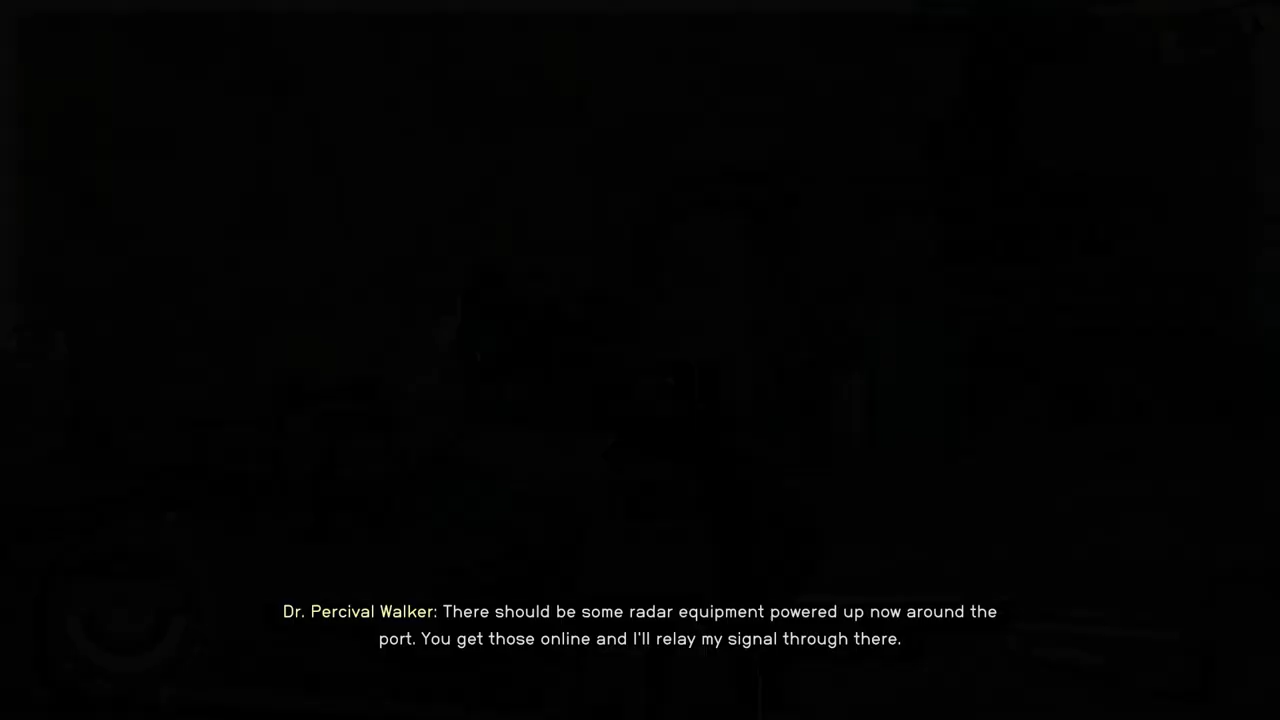 Dr. Percival Walker: There should be some radar equipment powered up now around the
port. You get those online and I'll relay my signal through there.